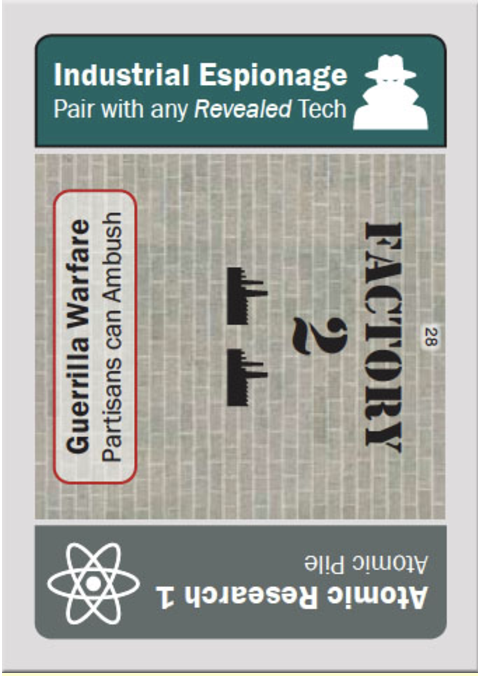 Industrial Espionage
Pair with any Revealed Tech
Guerrilla Warfare
Partisans can Ambush
FACTORY
2
28
Atomic Research 1
Atomic Pile